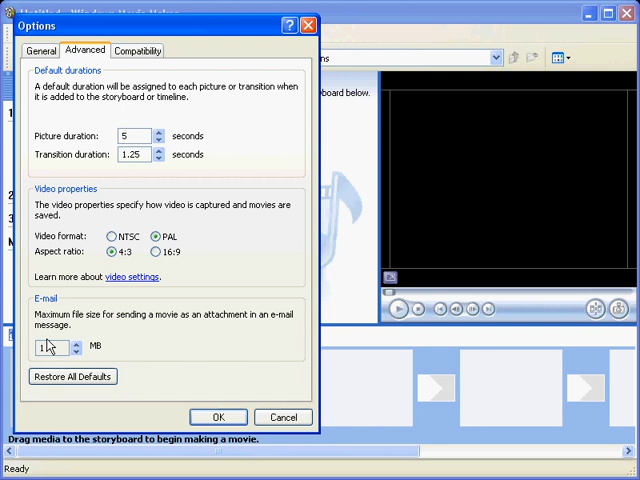 Options
General Advanced Compatibility
Default durations
A default duration will be assigned to each picture or transition when
it is added to the storyboard or timeline.
Picture duration: 5 seconds
Transition duration: 1.25 seconds
Video properties
The video properties specify how video is captured and movies are
saved.
Video format: NTSC PAL
Aspect ratio: 4:3 16:9
Learn more about video settings.
E-mail
Maximum file size for sending a movie as an attachment in an e-mail
message.
1 MB
Restore All Defaults
OK Cancel
board below.
Drag media to the storyboard to begin making a movie.
Ready